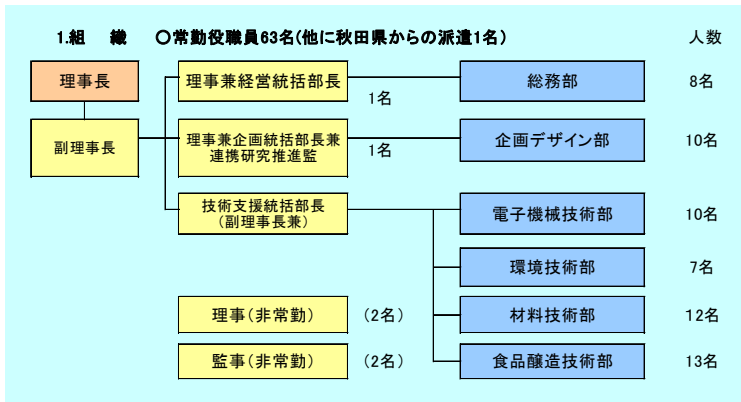 1.組 織 ○常勤役職員63名(他に秋田県からの派遣1名) 人数
理事長 理事兼経営統括部長 1名 総務部 8名
副理事長 理事兼企画統括部長兼
連携研究推進監 1名 企画デザイン部 10名
技術支援統括部長
(副理事長兼) 電子機械技術部 10名
環境技術部 7名
理事(非常勤) (2名) 材料技術部 12名
監事(非常勤) (2名) 食品醸造技術部 13名